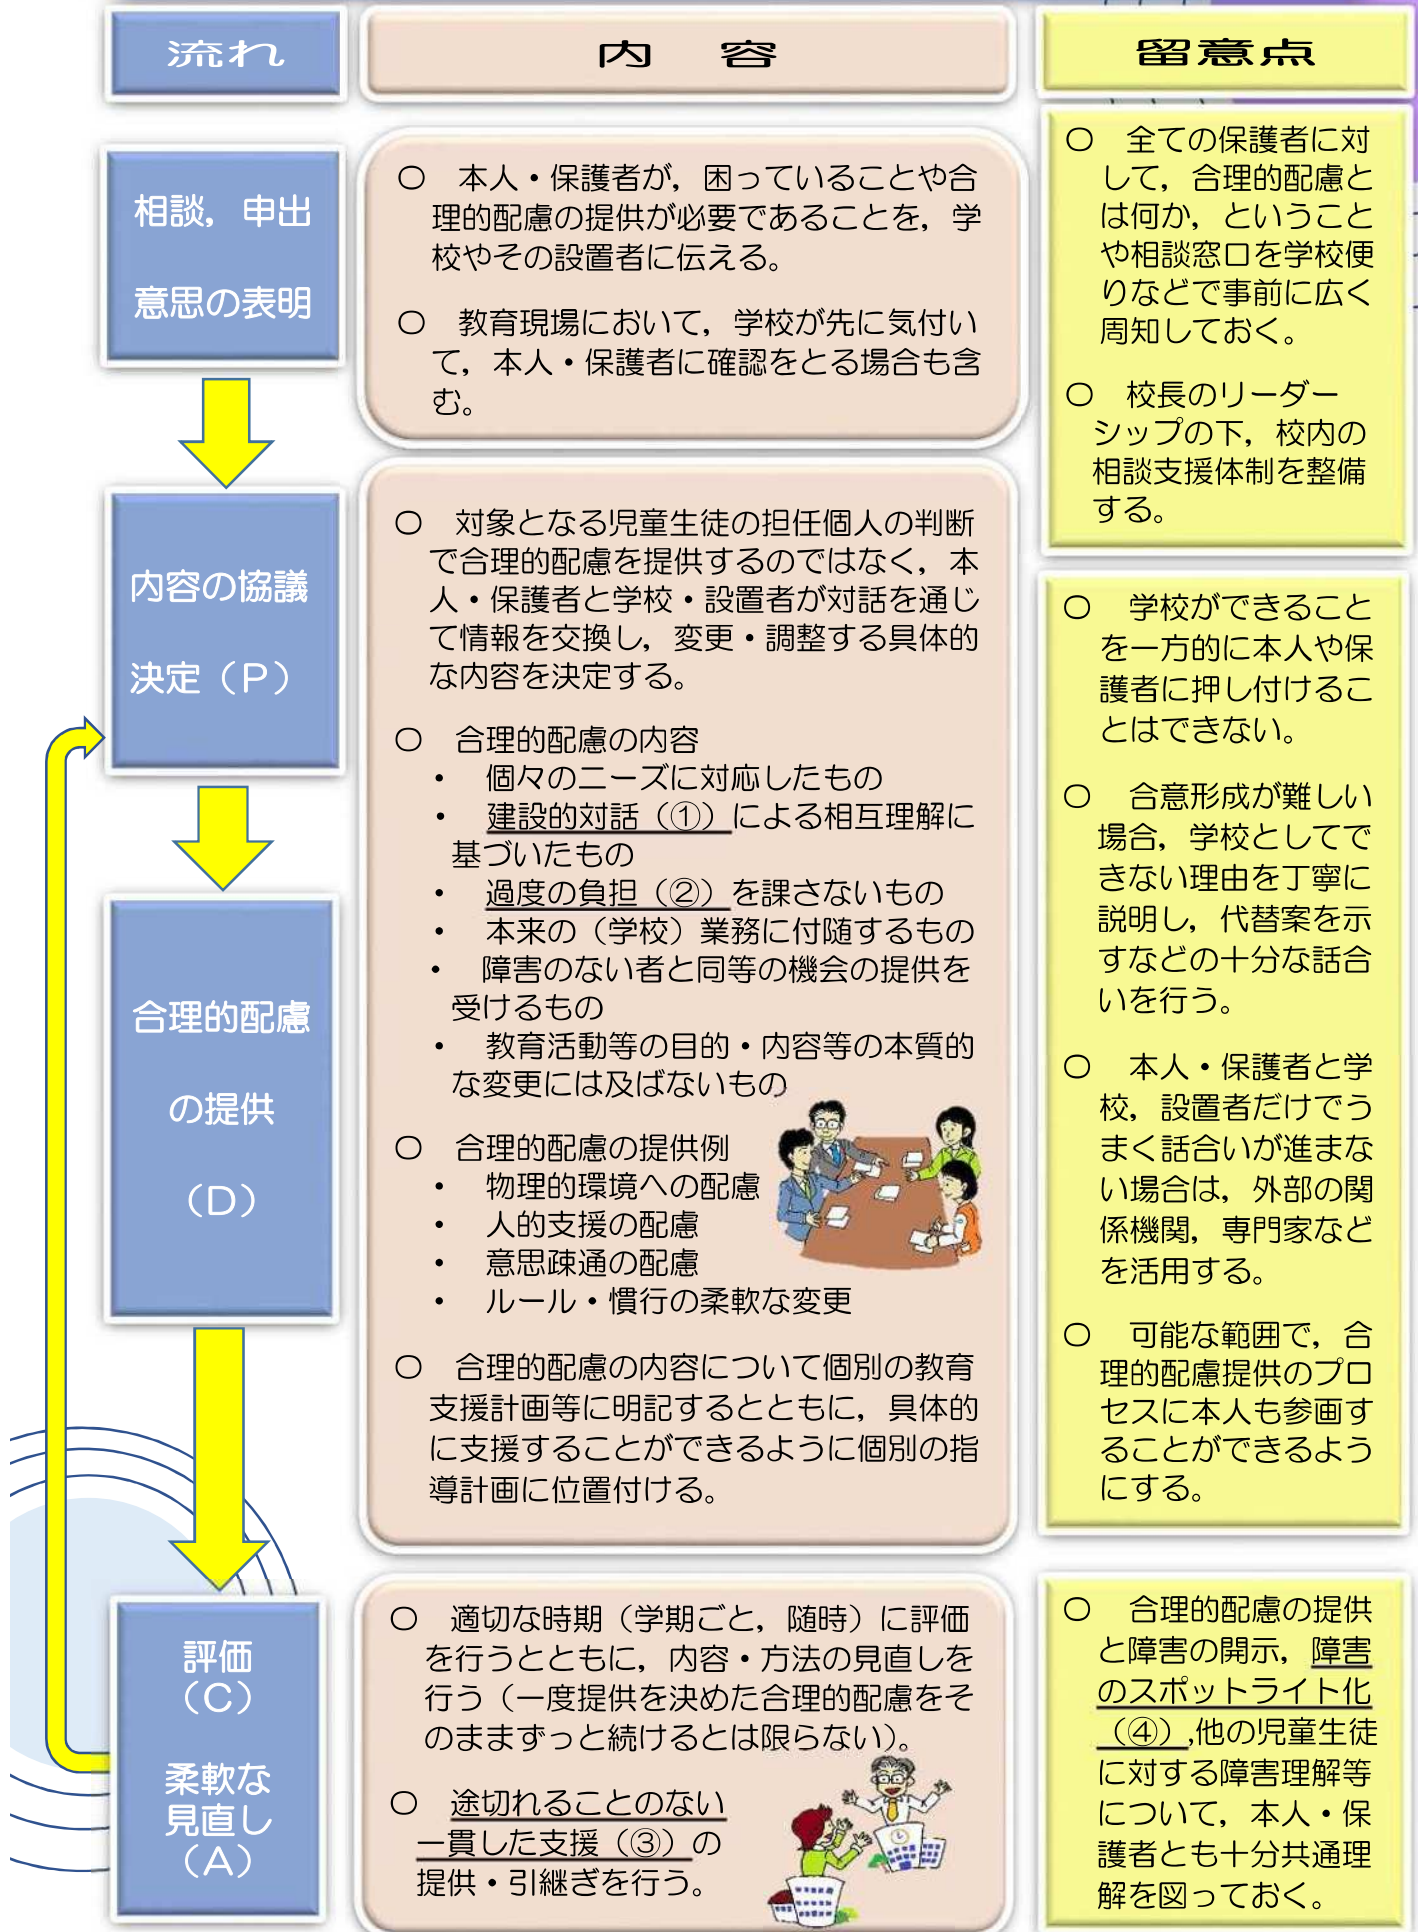 流れ
内　容
留意点
相談，申出
意思の表明
○　本人・保護者が，困っていることや合
理的配慮の提供が必要であることを，学
校やその設置者に伝える。
○　教育現場において，学校が先に気付い
て，本人・保護者に確認をとる場合も含
む。
○　全ての保護者に対
して，合理的配慮と
は何か，ということ
や相談窓口を学校便
りなどで事前に広く
周知しておく。
○　校長のリーダー
シップの下，校内の
相談支援体制を整備
する。
内容の協議
決定（P）
合理的配慮
の提供
（D）
○　対象となる児童生徒の担任個人の判断
で合理的配慮を提供するのではなく，本
人・保護者と学校・設置者が対話を通じ
て情報を交換し，変更・調整する具体的
な内容を決定する。
○　合理的配慮の内容
・　個々のニーズに対応したもの
・　建設的対話（①）による相互理解に
基づいたもの
・　過度の負担（②）を課さないもの
・　本来の（学校）業務に付随するもの
・　障害のない者と同等の機会の提供を
受けるもの
・　教育活動等の目的・内容等の本質的
な変更には及ばないもの
○　合理的配慮の提供例
・　物理的環境への配慮
・　人的支援の配慮
・　意思疎通の配慮
・　ルール・慣行の柔軟な変更
○　合理的配慮の内容について個別の教育
支援計画等に明記するとともに，具体的
に支援することができるように個別の指
導計画に位置付ける。
○　学校ができること
を一方的に本人や保
護者に押し付けるこ
とはできない。
○　合意形成が難しい
場合，学校としてで
きない理由を丁寧に
説明し，代替案を示
すなどの十分な話合
いを行う。
○　本人・保護者と学
校，設置者だけでう
まく話合いが進まな
い場合は，外部の関
係機関，専門家など
を活用する。
○　可能な範囲で，合
理的配慮提供のプロ
セスに本人も参画す
ることができるよう
にする。
評価
（C）
柔軟な
見直し
（A）
○　適切な時期（学期ごと，随時）に評価
を行うとともに，内容・方法の見直しを
行う（一度提供を決めた合理的配慮をそ
のままずっと続けるとは限らない）。
○　途切れることのない
一貫した支援（③）の
提供・引継ぎを行う。
○　合理的配慮の提供
と障害の開示，障害
のスポットライト化
（④）,他の児童生徒
に対する障害理解等
について，本人・保
護者とも十分共通理
解を図っておく。